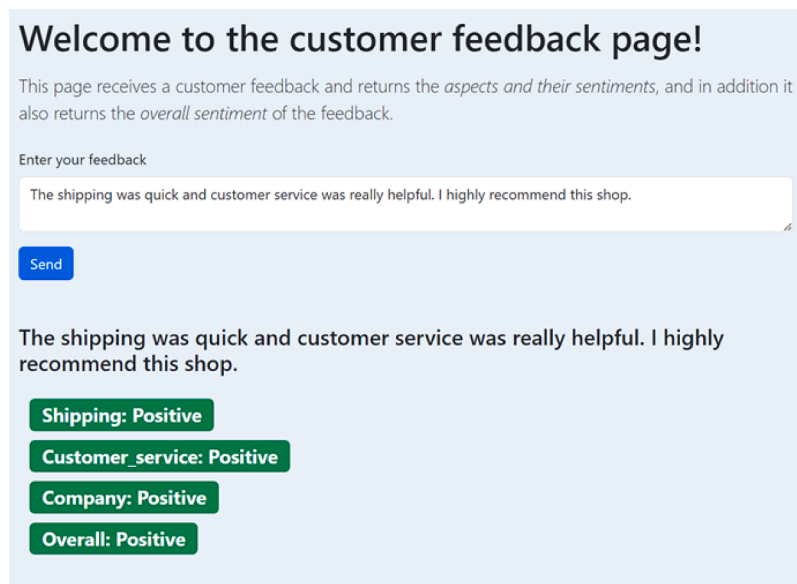 Welcome to the customer feedback page!
This page receives a customer feedback and returns the aspects and their sentiments, and in addition it
also returns the overall sentiment of the feedback.
Enter your feedback
The shipping was quick and customer service was really helpful. I highly recommend this shop.
Send
The shipping was quick and customer service was really helpful. I highly
recommend this shop.
Shipping: Positive
Customer_service: Positive
Company: Positive
Overall: Positive